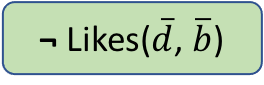 ¬ Likes(d̄, b̄)